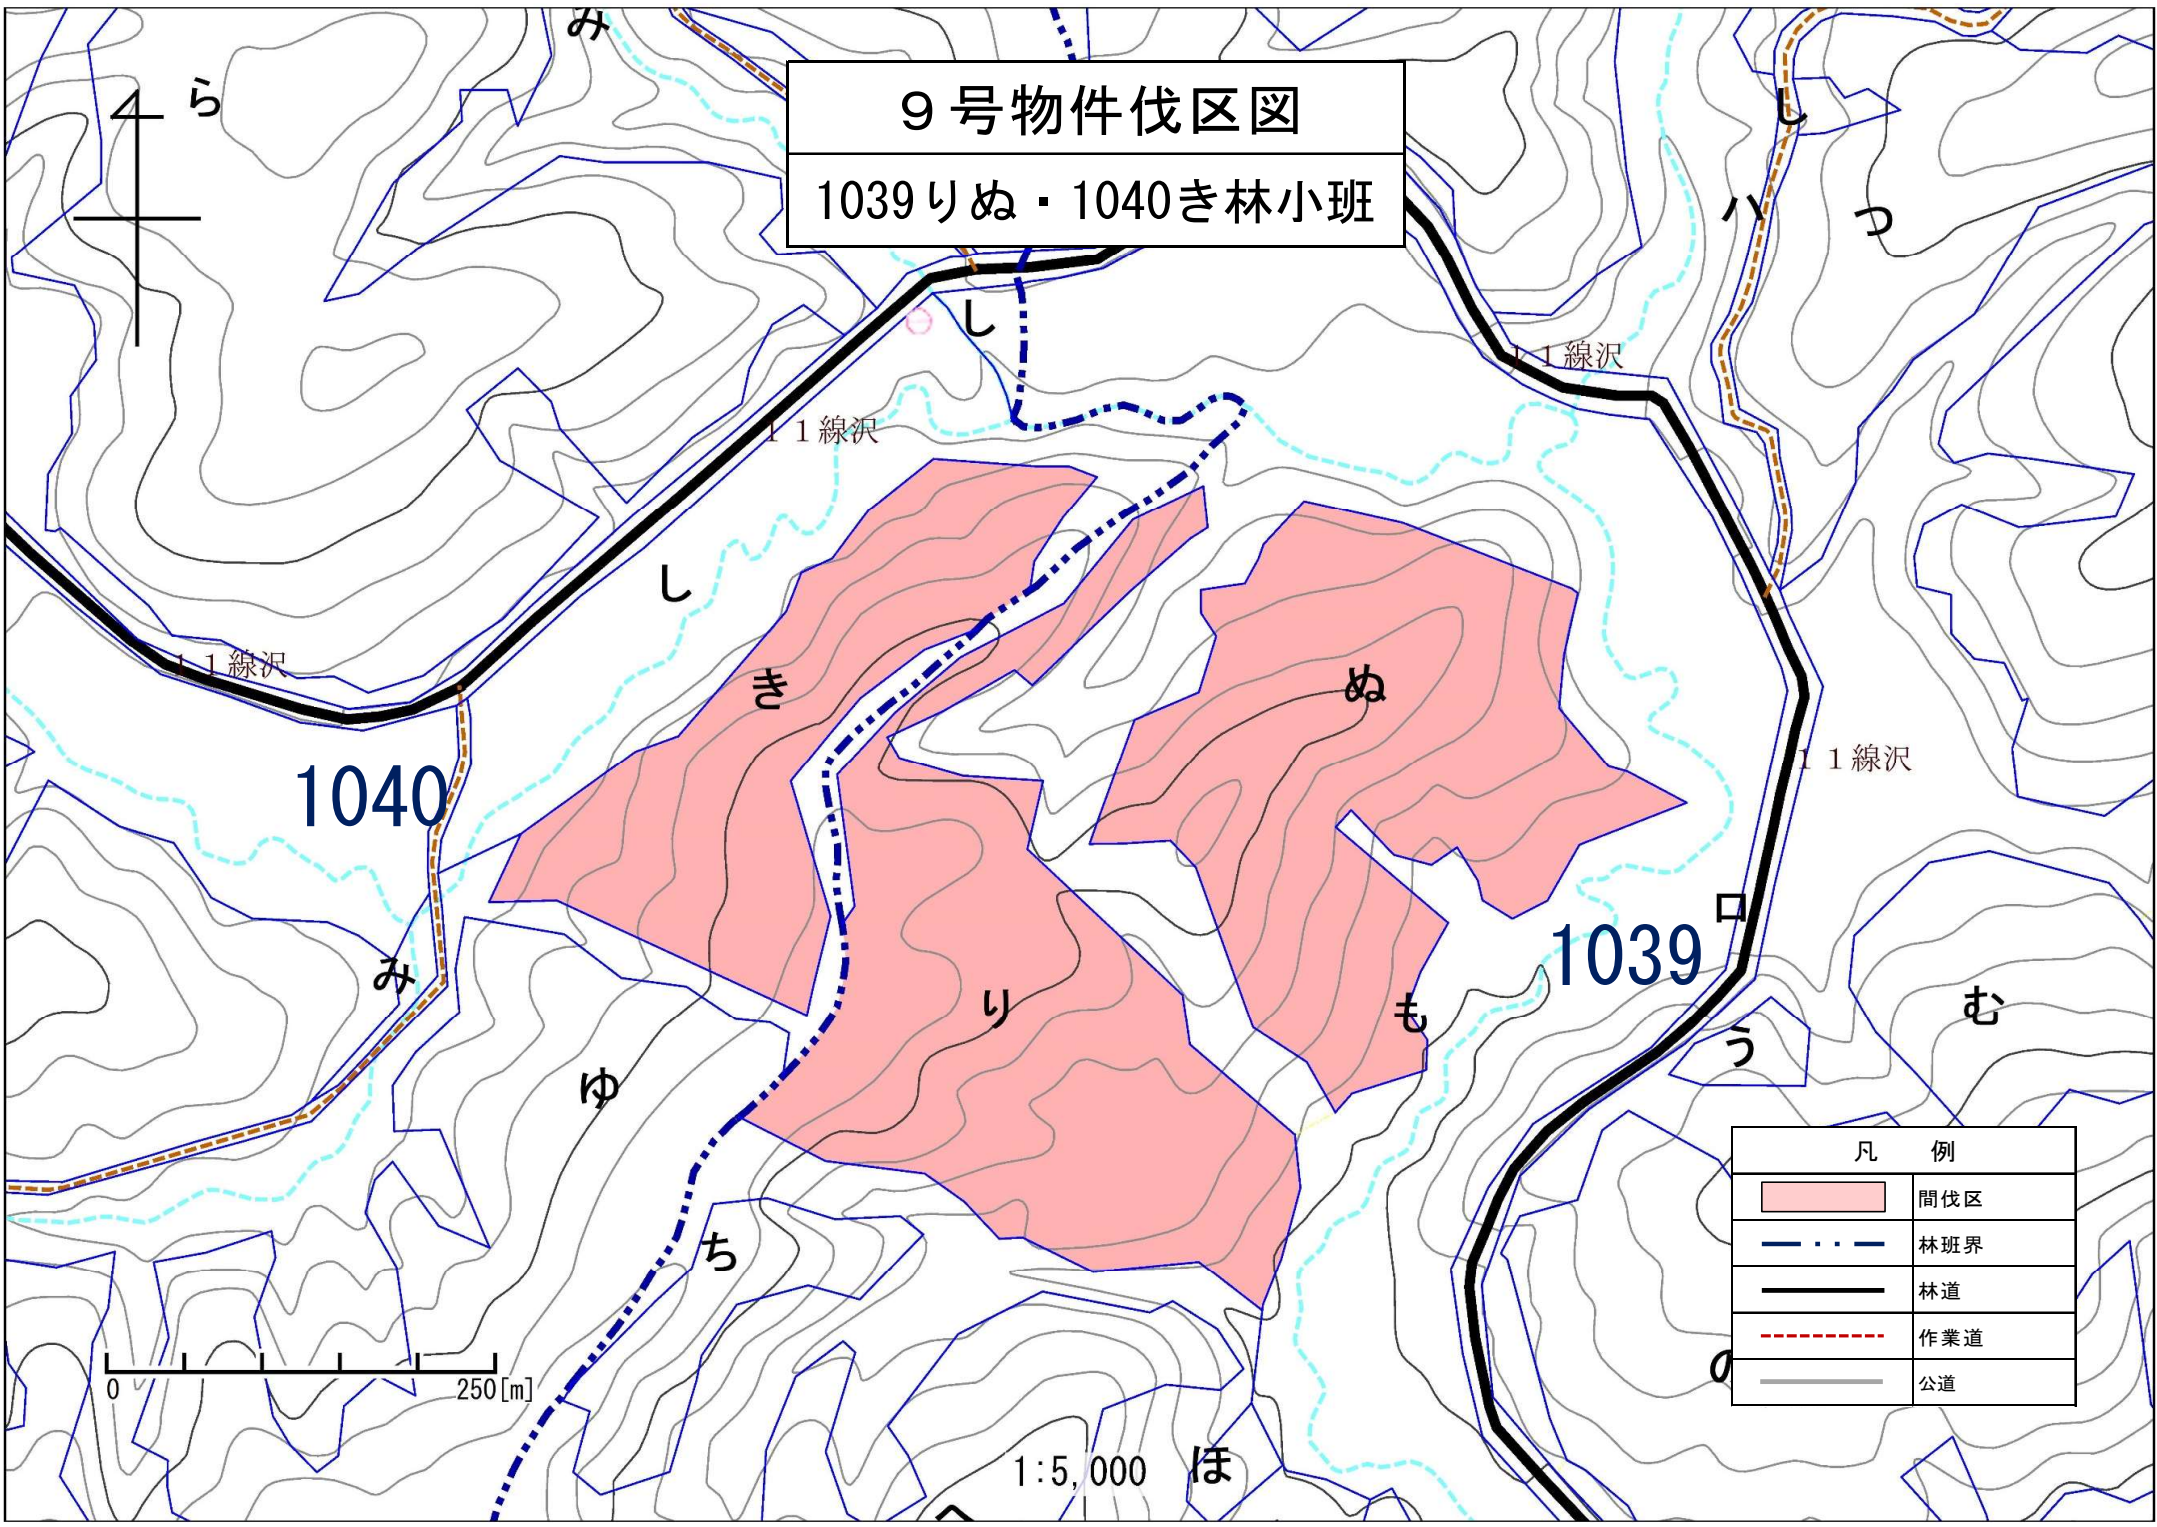 み
ら
９号物件伐区図
1039りぬ・1040き林小班
し
ハ
つ
し
11線沢
11線沢
し
11線沢
き
ぬ
1040
11線沢
ロ
1039
み
り
も
む
う
ゆ
ち
凡 例
間伐区
林班界
林道
作業道
公道
の
0 250[m]
1:5,000
ほ
へ